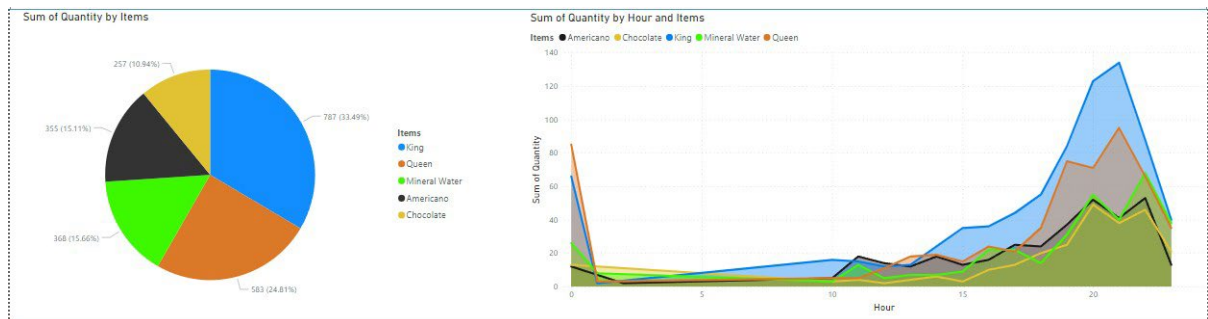 Sum of Quantity by Items
257 (10.94%)
355 (15.11%)
787 (33.49%)
368 (15.66%)
583 (24.81%)
Items
King
Queen
Mineral Water
Americano
Chocolate
Sum of Quantity by Hour and Items
Items Americano Chocolate King Mineral Water Queen
140
120
100
80
60
40
20
0
Sum of Quantity
0 5 10 15 20
Hour